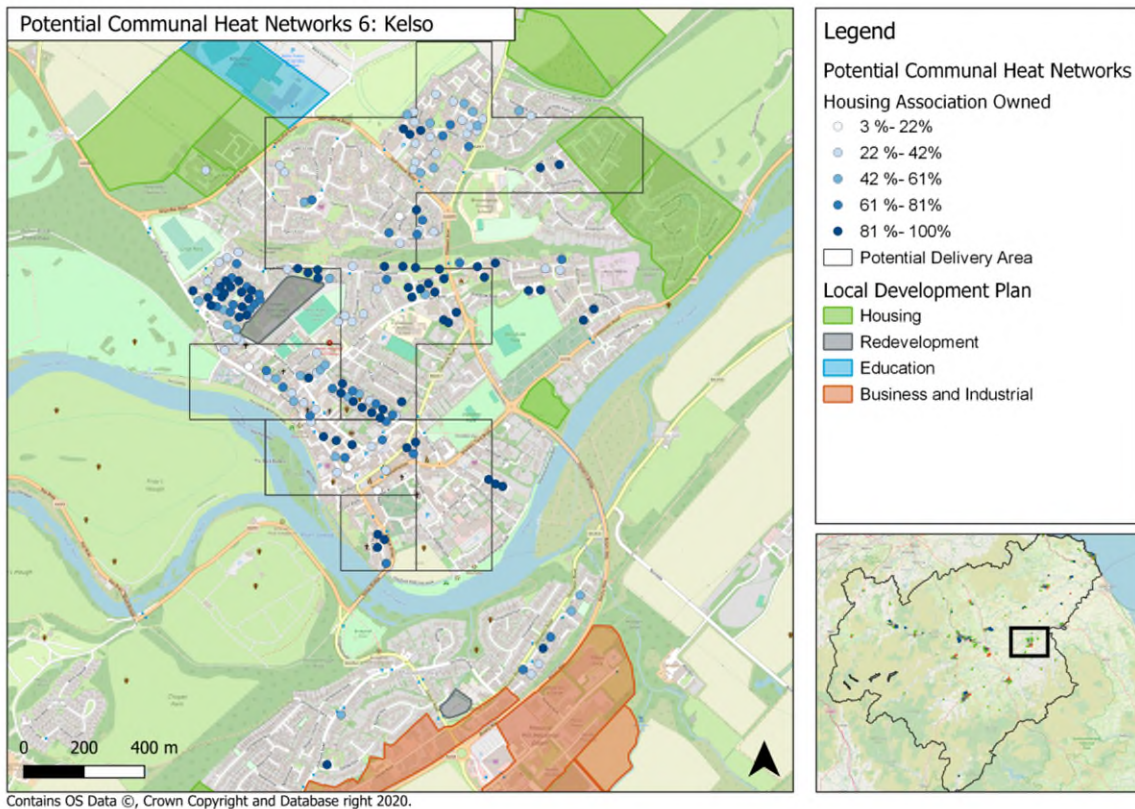 Potential Communal Heat Networks 6: Kelso
Legend
Potential Communal Heat Networks
Housing Association Owned
3 %- 22%
22 %- 42%
42 %- 61%
61 %- 81%
81 %- 100%
Potential Delivery Area
Local Development Plan
Housing
Redevelopment
Education
Business and Industrial
0 200 400 m
Contains OS Data ©, Crown Copyright and Database right 2020.